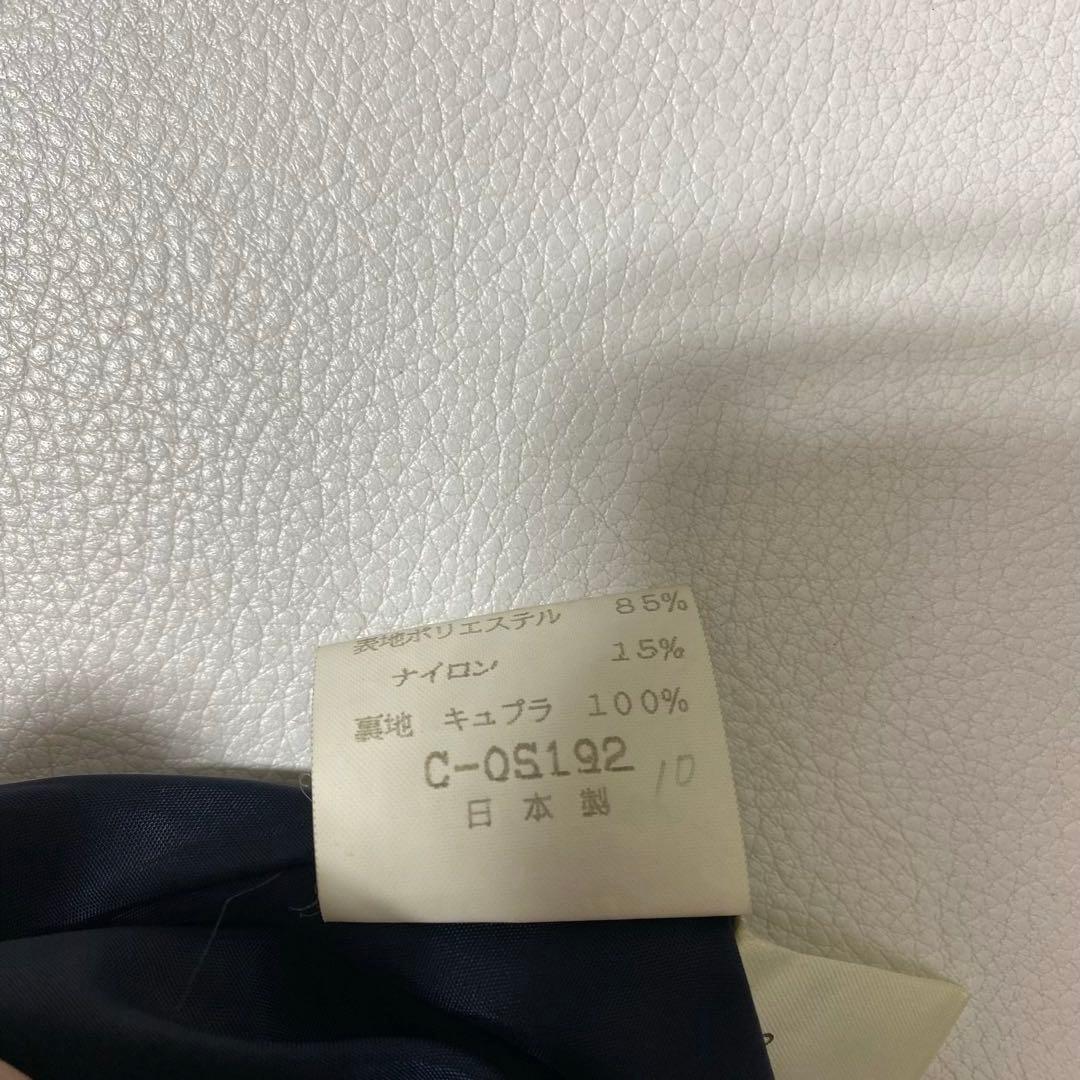 表地ポリエステル 85%
ナイロン 15%
裏地 キュプラ 100%
C-OS192 10
日本製